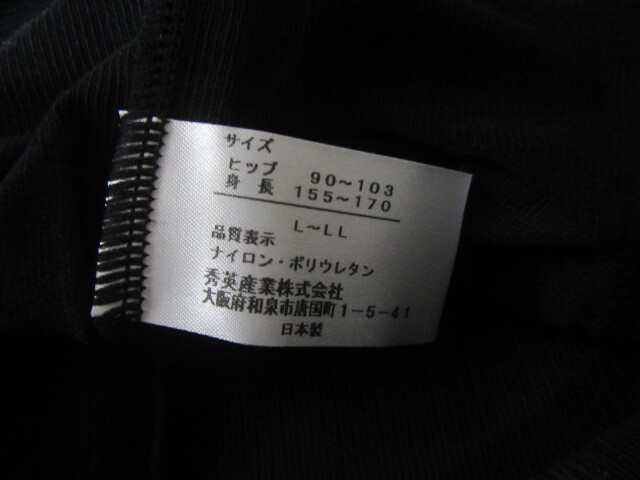 サイズ
ヒップ 90～103
身長 155～170
L～LL
品質表示
ナイロン・ポリウレタン
秀英産業株式会社
大阪府和泉市唐国町1-5-41
日本製